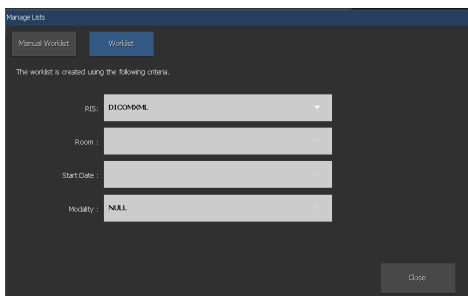 Manage Lists
Manual Worklist
Worklist
The worklist is created using the following criteria.
RIS: DICOMXML
Room :
Start Date :
Modality : NULL
Close